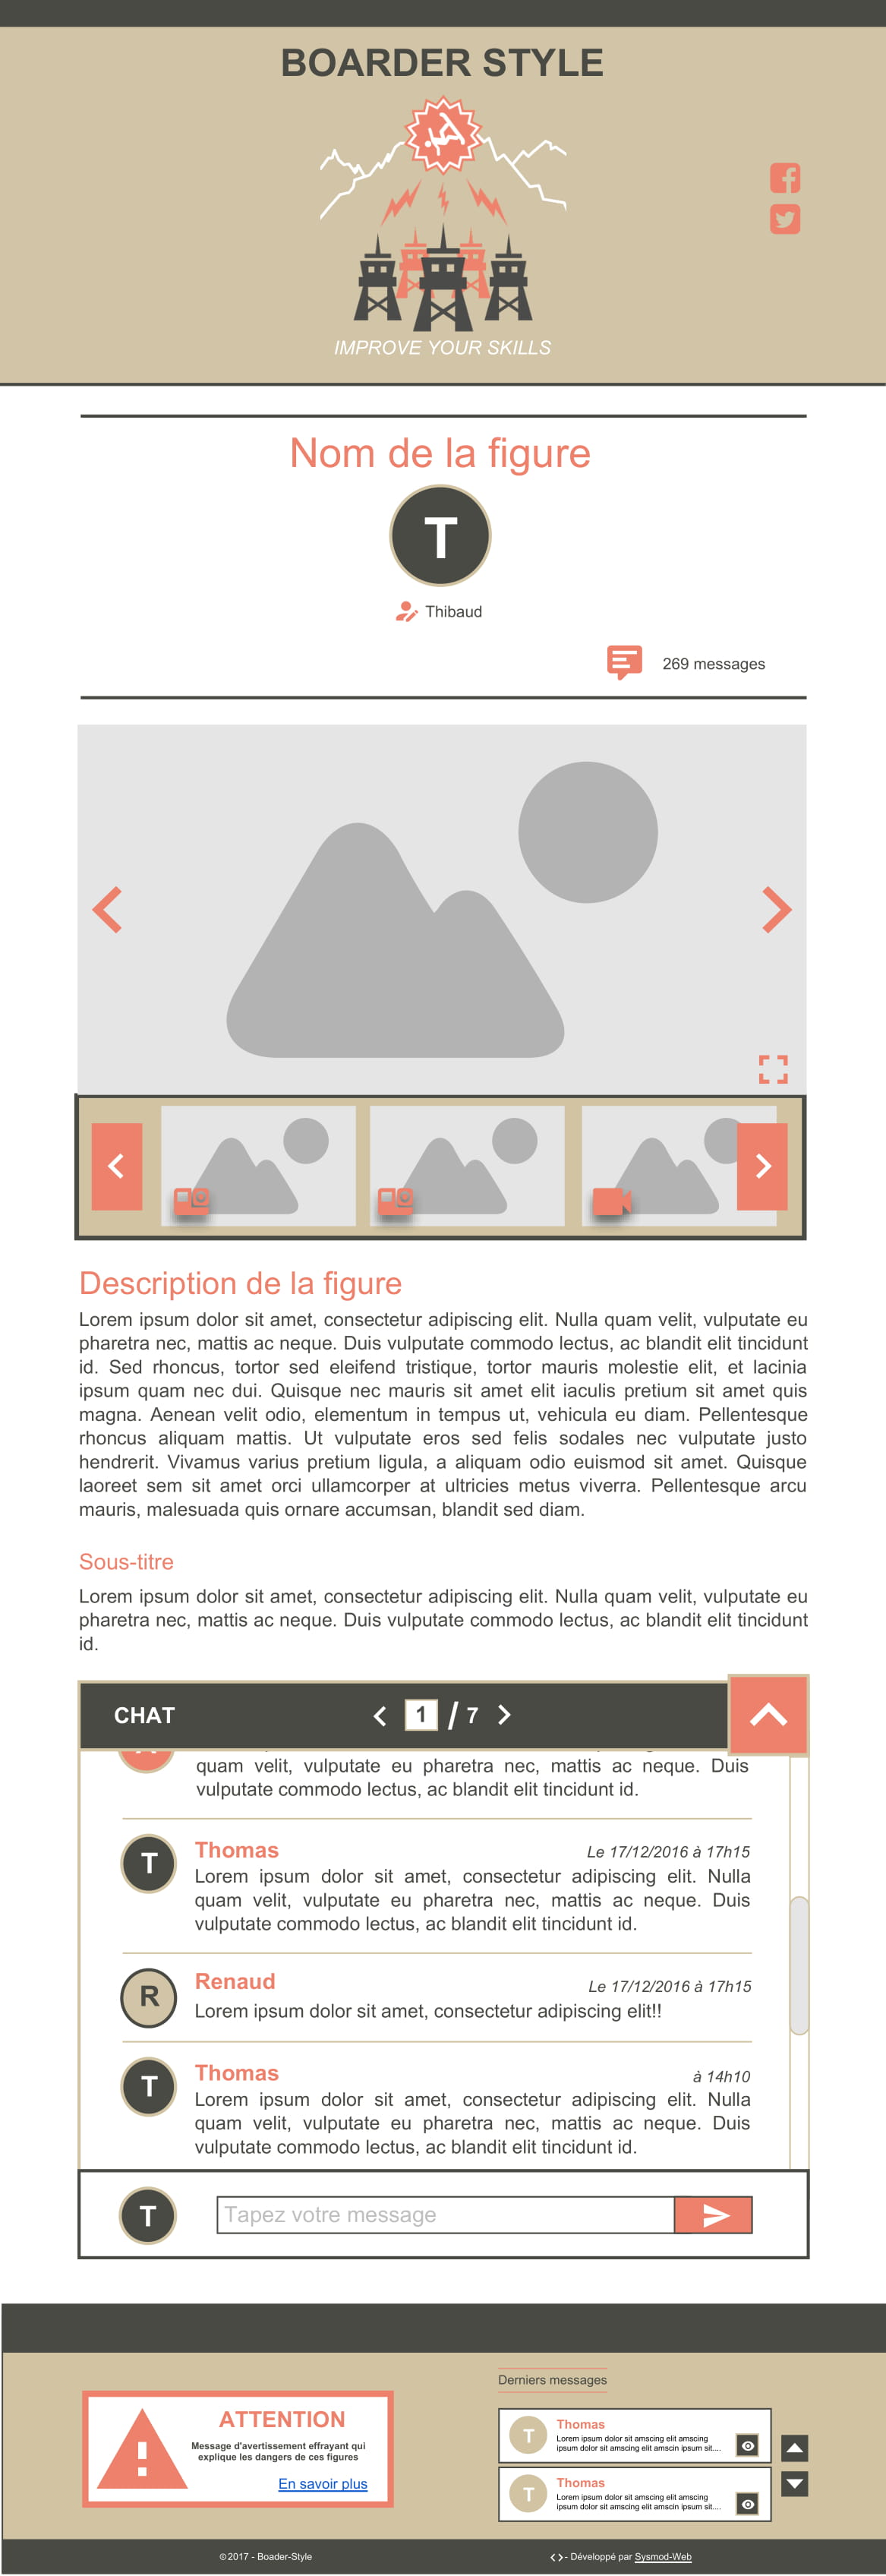 BOARDER STYLE
IMPROVE YOUR SKILLS
Nom de la figure
T
Thibaud
269 messages
Description de la figure
Lorem ipsum dolor sit amet, consectetur adipiscing elit. Nulla quam velit, vulputate eu
pharetra nec, mattis ac neque. Duis vulputate commodo lectus, ac blandit elit tincidunt
id. Sed rhoncus, tortor sed eleifend tristique, tortor mauris molestie elit, et lacinia
ipsum quam nec dui. Quisque nec mauris sit amet elit iaculis pretium sit amet quis
magna. Aenean velit odio, elementum in tempus ut, vehicula eu diam. Pellentesque
rhoncus aliquam mattis. Ut vulputate eros sed felis sodales nec vulputate justo
hendrerit. Vivamus varius pretium ligula, a aliquam odio euismod sit amet. Quisque
laoreet sem sit amet orci ullamcorper at ultricies metus viverra. Pellentesque arcu
mauris, malesuada quis ornare accumsan, blandit sed diam.
Sous-titre
Lorem ipsum dolor sit amet, consectetur adipiscing elit. Nulla quam velit, vulputate eu
pharetra nec, mattis ac neque. Duis vulputate commodo lectus, ac blandit elit tincidunt
id.
CHAT 1 / 7
quam velit, vulputate eu pharetra nec, mattis ac neque. Duis
vulputate commodo lectus, ac blandit elit tincidunt id.
T
Thomas Le 17/12/2016 à 17h15
Lorem ipsum dolor sit amet, consectetur adipiscing elit. Nulla
quam velit, vulputate eu pharetra nec, mattis ac neque. Duis
vulputate commodo lectus, ac blandit elit tincidunt id.
R
Renaud Le 17/12/2016 à 17h15
Lorem ipsum dolor sit amet, consectetur adipiscing elit!!
T
Thomas à 14h10
Lorem ipsum dolor sit amet, consectetur adipiscing elit. Nulla
quam velit, vulputate eu pharetra nec, mattis ac neque. Duis
vulputate commodo lectus, ac blandit elit tincidunt id.
T
Tapez votre message
ATTENTION
Message d'avertissement effrayant qui
explique les dangers de ces figures
En savoir plus
Derniers messages
T
Thomas
Lorem ipsum dolor sit amscing elit amscing
ipsum dolor sit amscing elit amscin ipsum sit....
T
Thomas
Lorem ipsum dolor sit amscing elit amscing
ipsum dolor sit amscing elit amscin ipsum sit....
©2017 - Boader-Style
<> - Développé par Sysmod-Web